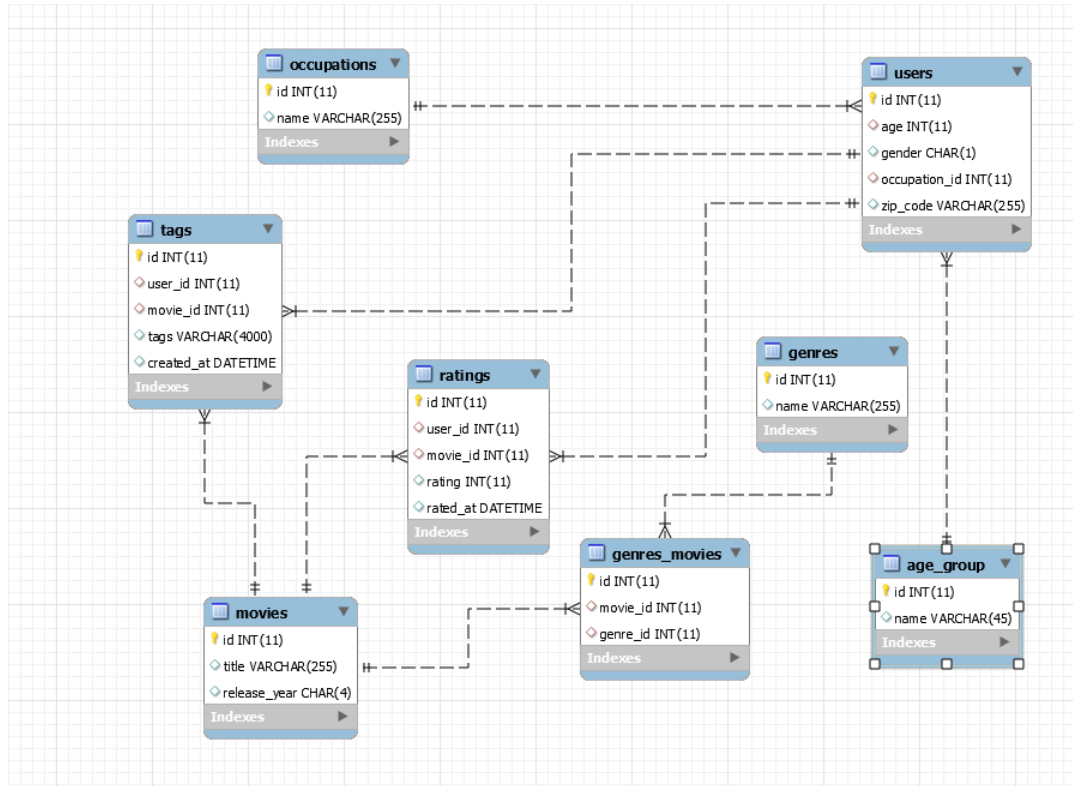 occupations
id INT(11)
name VARCHAR(255)
Indexes
users
id INT(11)
age INT(11)
gender CHAR(1)
occupation_id INT(11)
zip_code VARCHAR(255)
Indexes
tags
id INT(11)
user_id INT(11)
movie_id INT(11)
tags VARCHAR(4000)
created_at DATETIME
Indexes
ratings
id INT(11)
user_id INT(11)
movie_id INT(11)
rating INT(11)
rated_at DATETIME
Indexes
genres
id INT(11)
name VARCHAR(255)
Indexes
genres_movies
id INT(11)
movie_id INT(11)
genre_id INT(11)
Indexes
age_group
id INT(11)
name VARCHAR(45)
Indexes
movies
id INT(11)
title VARCHAR(255)
release_year CHAR(4)
Indexes